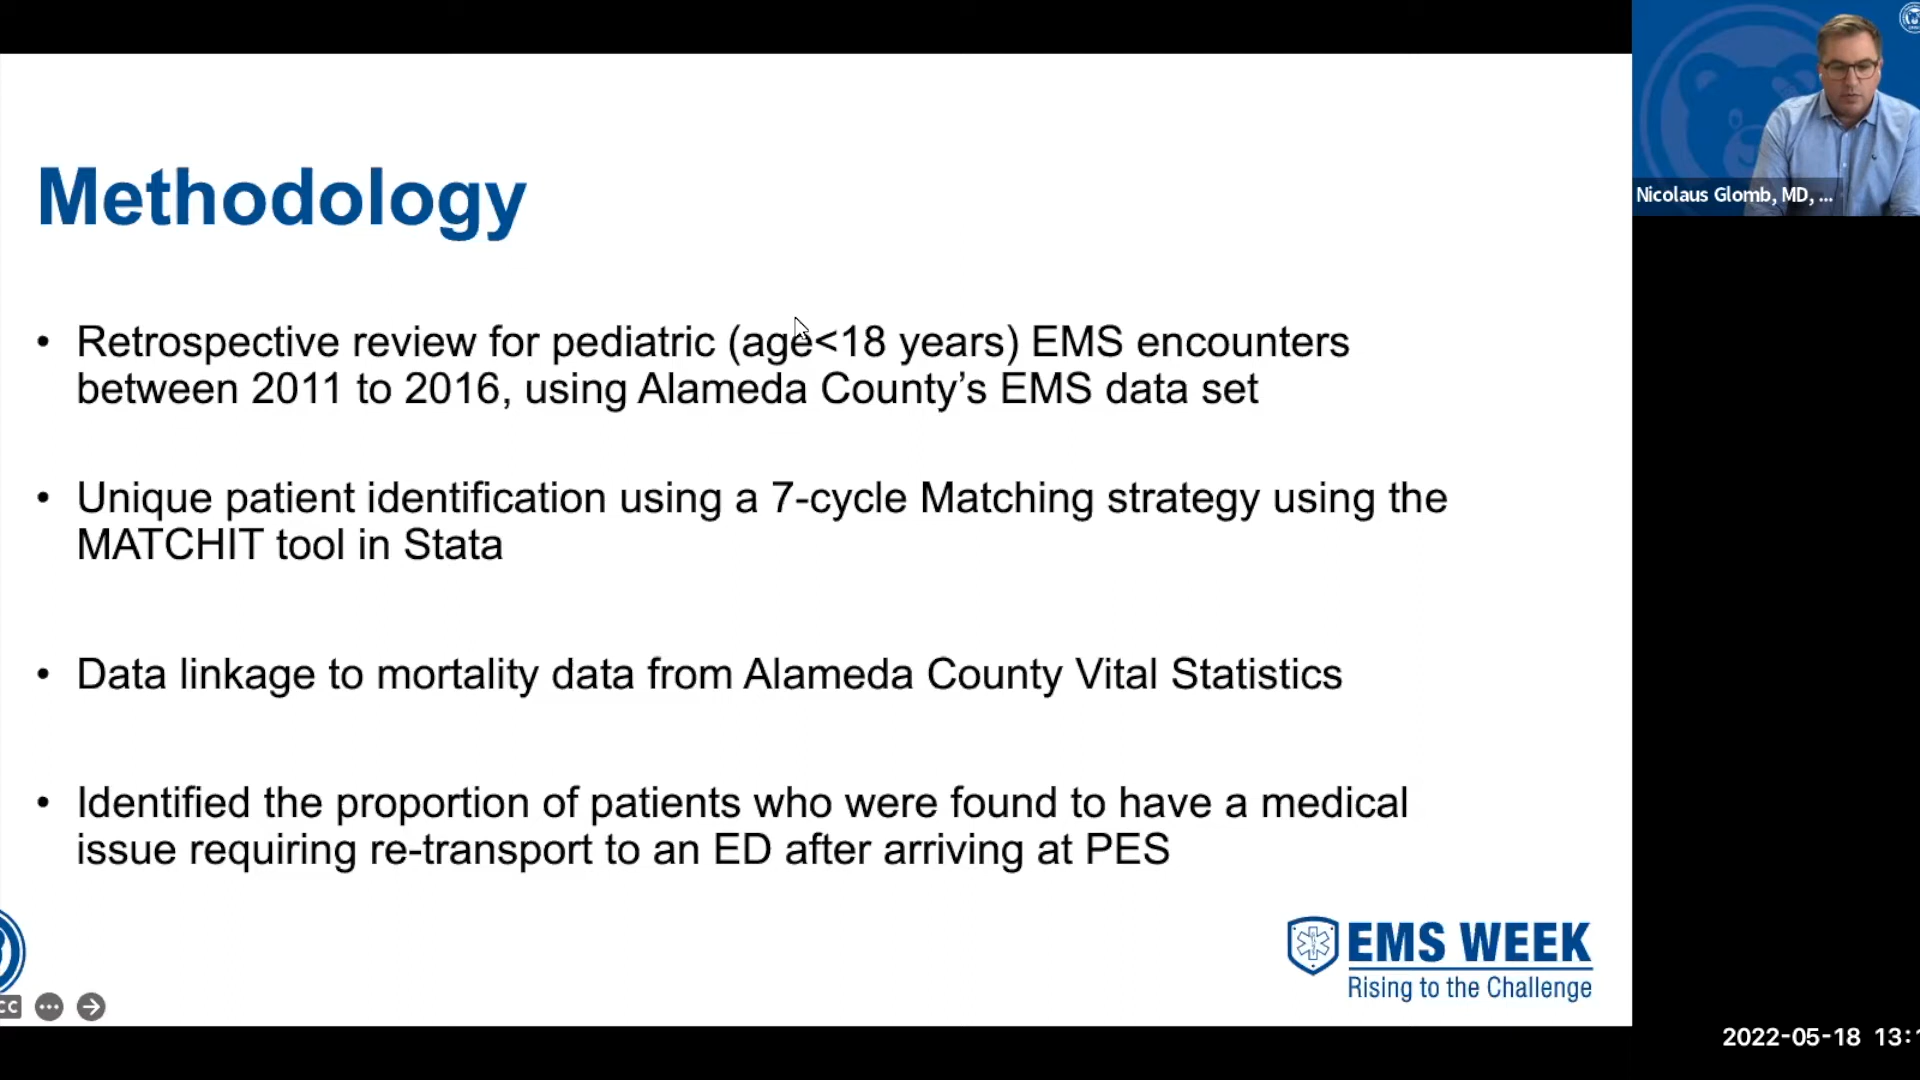 Methodology
• Retrospective review for pediatric (age<18 years) EMS encounters
between 2011 to 2016, using Alameda County’s EMS data set
• Unique patient identification using a 7-cycle Matching strategy using the
MATCHIT tool in Stata
• Data linkage to mortality data from Alameda County Vital Statistics
• Identified the proportion of patients who were found to have a medical
issue requiring re-transport to an ED after arriving at PES
EMS WEEK
Rising to the Challenge
Nicolaus Glomb, MD, ...
CC
2022-05-18 13:1